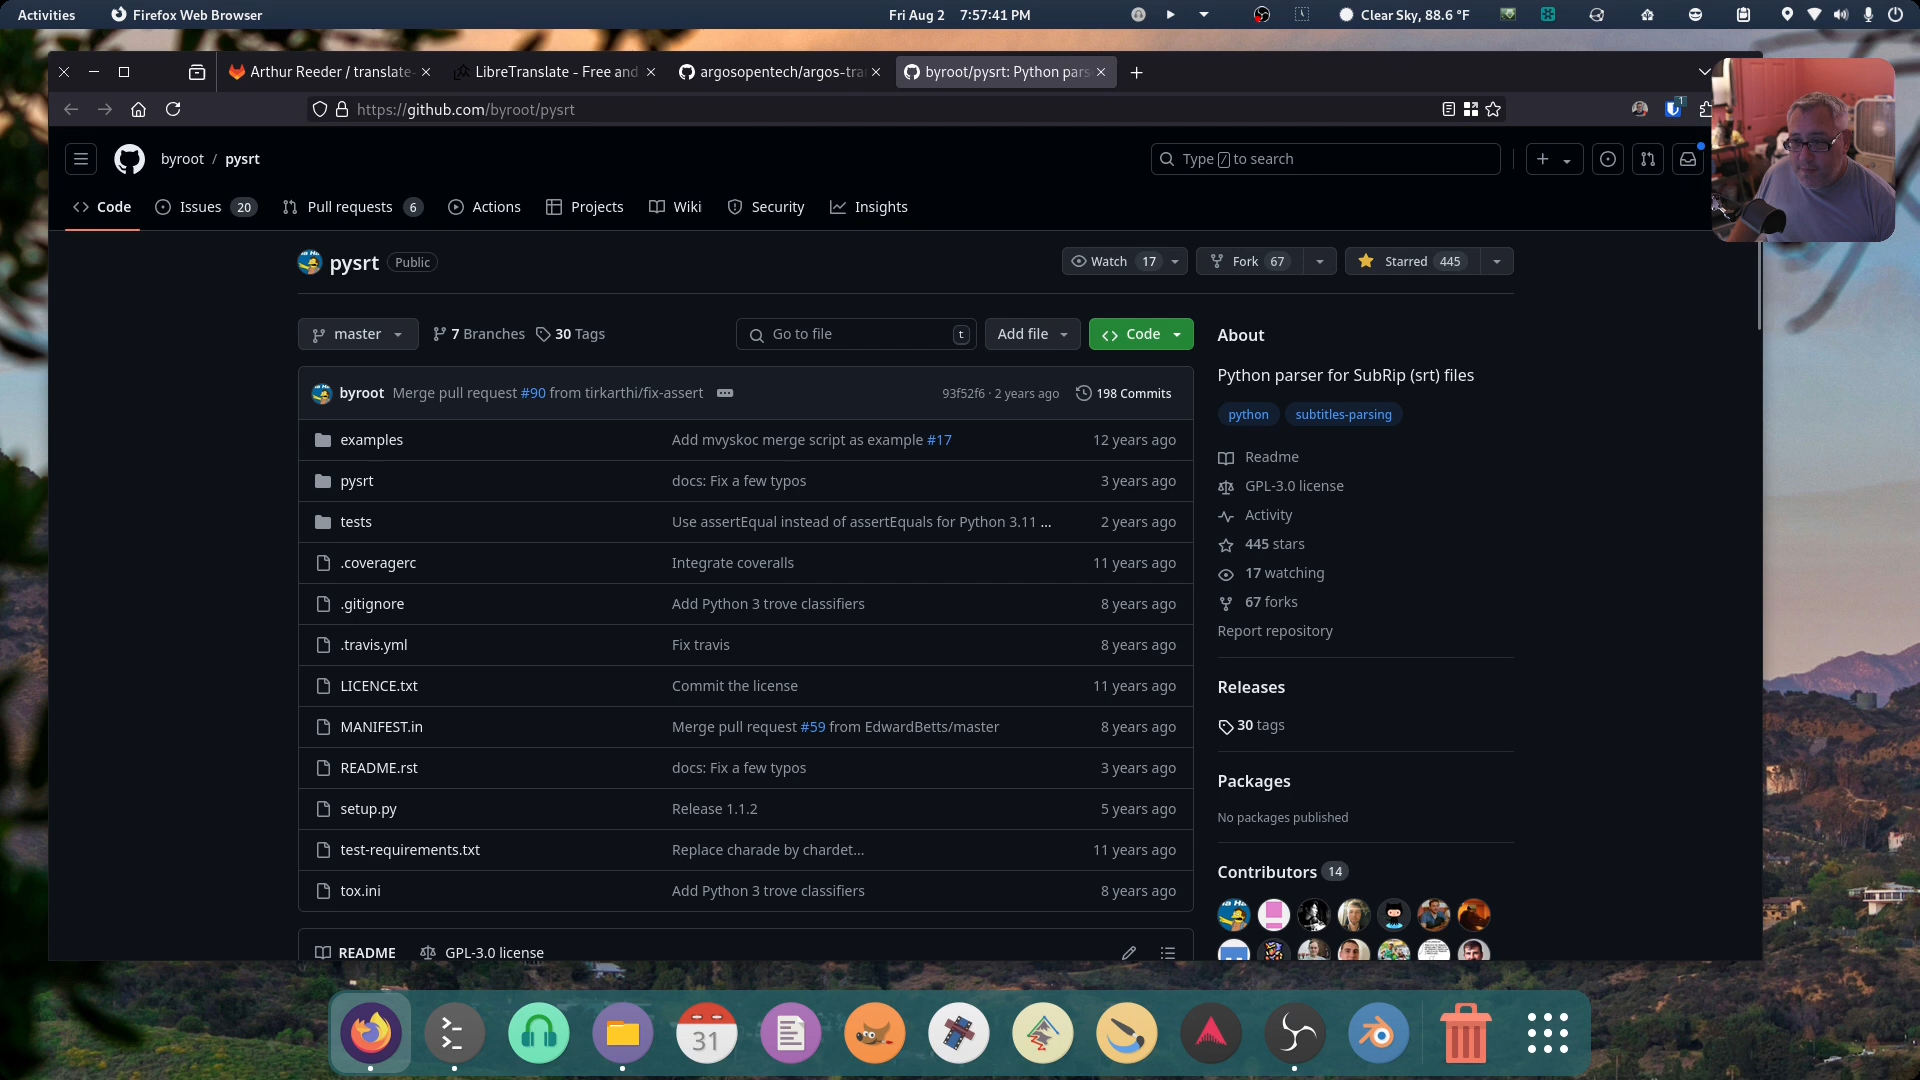 Activities
Firefox Web Browser
Fri Aug 2 7:57:41 PM
Clear Sky, 88.6 °F
Arthur Reeder / translate-
LibreTranslate - Free and
argosopentech/argos-tra
byroot/pysrt: Python pars
https://github.com/byroot/pysrt
1
byroot / pysrt
Type / to search
Code
Issues 20
Pull requests 6
Actions
Projects
Wiki
Security
Insights
pysrt Public
Watch 17
Fork 67
Starred 445
master
7 Branches
30 Tags
Go to file t
Add file
Code
byroot Merge pull request #90 from tirkarthi/fix-assert
93f52f6 · 2 years ago
198 Commits
examples Add mvyskoc merge script as example #17 12 years ago
pysrt docs: Fix a few typos 3 years ago
tests Use assertEqual instead of assertEquals for Python 3.11 ... 2 years ago
.coveragerc Integrate coveralls 11 years ago
.gitignore Add Python 3 trove classifiers 8 years ago
.travis.yml Fix travis 8 years ago
LICENCE.txt Commit the license 11 years ago
MANIFEST.in Merge pull request #59 from EdwardBetts/master 8 years ago
README.rst docs: Fix a few typos 3 years ago
setup.py Release 1.1.2 5 years ago
test-requirements.txt Replace charade by chardet... 11 years ago
tox.ini Add Python 3 trove classifiers 8 years ago
README
GPL-3.0 license
About
Python parser for SubRip (srt) files
python subtitles-parsing
Readme
GPL-3.0 license
Activity
445 stars
17 watching
67 forks
Report repository
Releases
30 tags
Packages
No packages published
Contributors 14
31